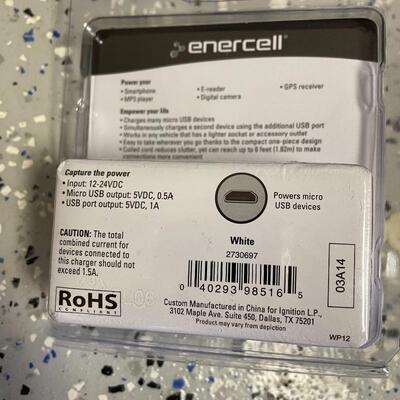 enercell®
Power your
• Smartphone
• E-reader
• GPS receiver
• MP3 player
• Digital camera
Empower your life
• Charges many micro USB devices
• Simultaneously charges a second device using the additional USB port
• Works in any vehicle that has a lighter socket or accessory outlet
• Easy to take wherever you go thanks to the compact one-piece design
• Coiled cord reduces clutter, yet can reach up to 6 feet (1.82m) to make
connections more convenient
Capture the power
• Input: 12-24VDC
• Micro USB output: 5VDC, 0.5A
• USB port output: 5VDC, 1A
Powers micro
USB devices
CAUTION: The total
combined current for
devices connected to
this charger should not
exceed 1.5A.
White
2730697
0 40293 98516 5
03A14
RoHS
COMPLIANT
Custom Manufactured in China for Ignition L.P.
3102 Maple Ave. Suite 450, Dallas, TX 75201
Product may vary from depiction
WP12